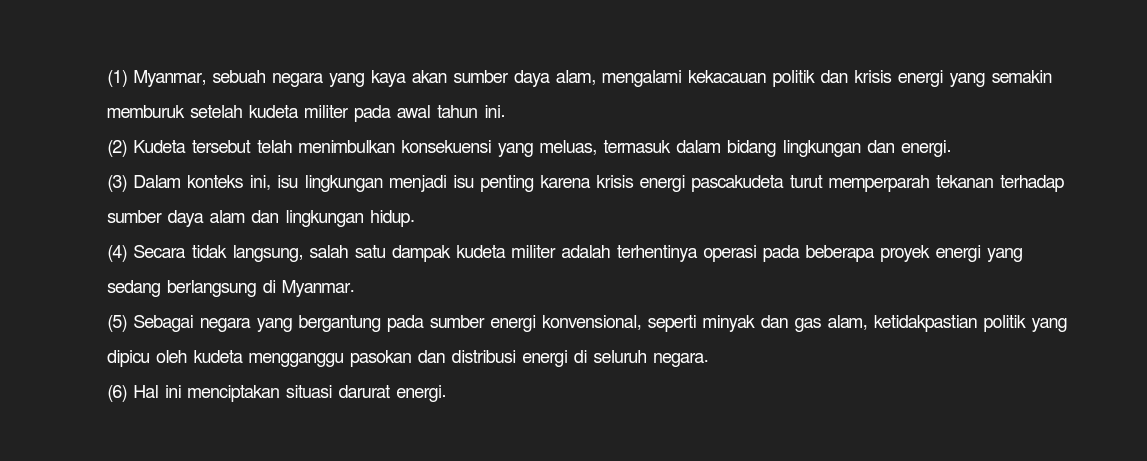 (1) Myanmar, sebuah negara yang kaya akan sumber daya alam, mengalami kekacauan politik dan krisis energi yang semakin
memburuk setelah kudeta militer pada awal tahun ini.
(2) Kudeta tersebut telah menimbulkan konsekuensi yang meluas, termasuk dalam bidang lingkungan dan energi.
(3) Dalam konteks ini, isu lingkungan menjadi isu penting karena krisis energi pascakudeta turut memperparah tekanan terhadap
sumber daya alam dan lingkungan hidup.
(4) Secara tidak langsung, salah satu dampak kudeta militer adalah terhentinya operasi pada beberapa proyek energi yang
sedang berlangsung di Myanmar.
(5) Sebagai negara yang bergantung pada sumber energi konvensional, seperti minyak dan gas alam, ketidakpastian politik yang
dipicu oleh kudeta mengganggu pasokan dan distribusi energi di seluruh negara.
(6) Hal ini menciptakan situasi darurat energi.